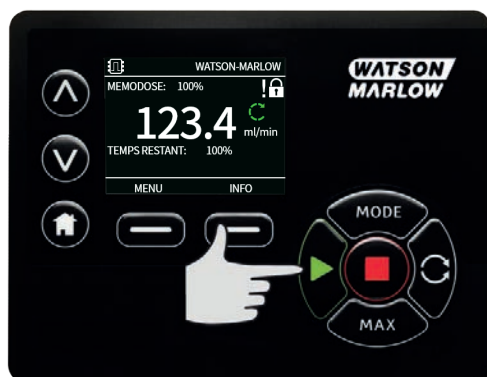 WATSON-MARLOW
MEMODOSE: 100%
!
123.4 ml/min
TEMPS RESTANT: 100%
MENU INFO
WATSON
MARLOW
MODE
MAX